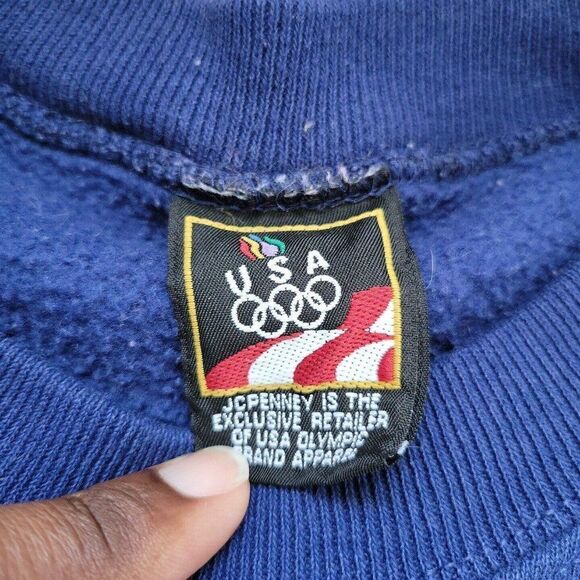 USA
JCPENNEY IS THE
EXCLUSIVE RETAILER
OF USA OLYMPIC
BRAND APPAREL